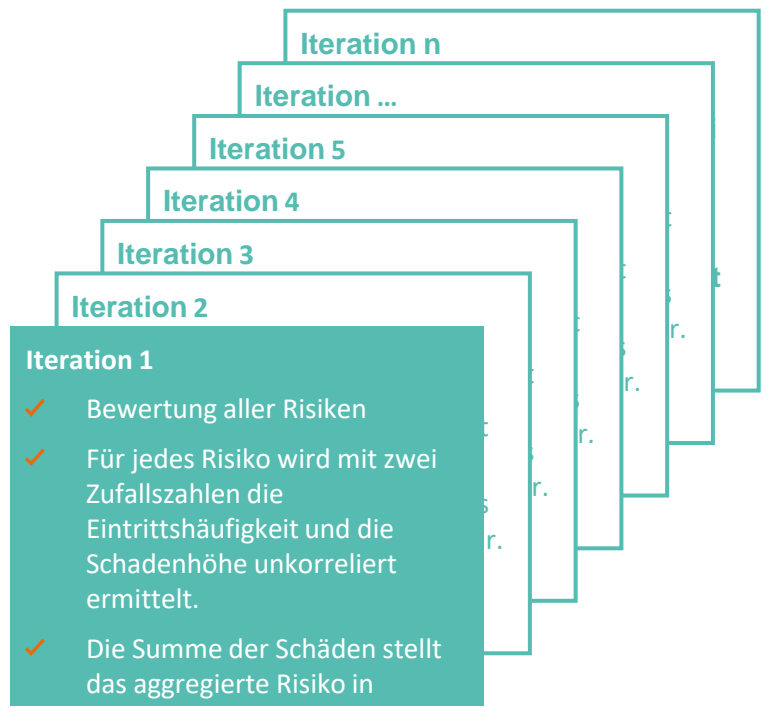 Iteration n
Iteration ...
Iteration 5
Iteration 4
Iteration 3
Iteration 2
Iteration 1
Bewertung aller Risiken
Für jedes Risiko wird mit zwei
Zufallszahlen die
Eintrittshäufigkeit und die
Schadenhöhe unkorreliert
ermittelt.
Die Summe der Schäden stellt
das aggregierte Risiko in